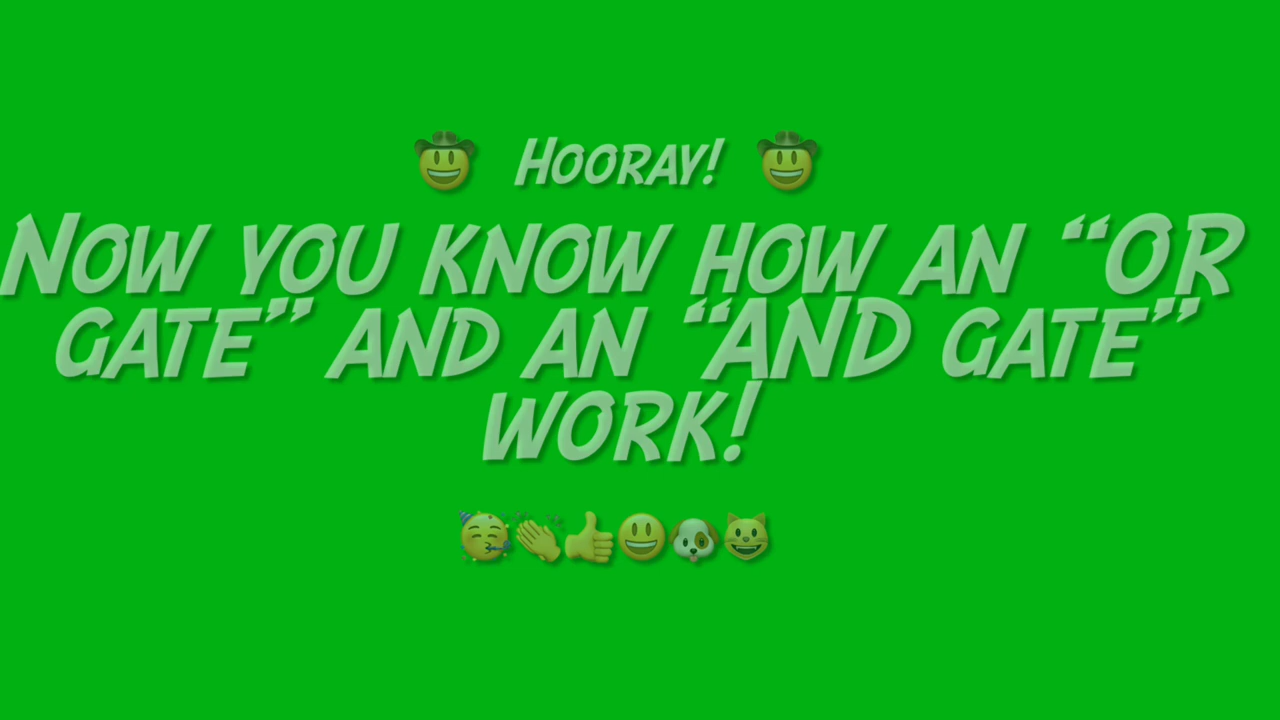 Hooray!
Now you know how an “OR
gate” and an “AND gate”
work!